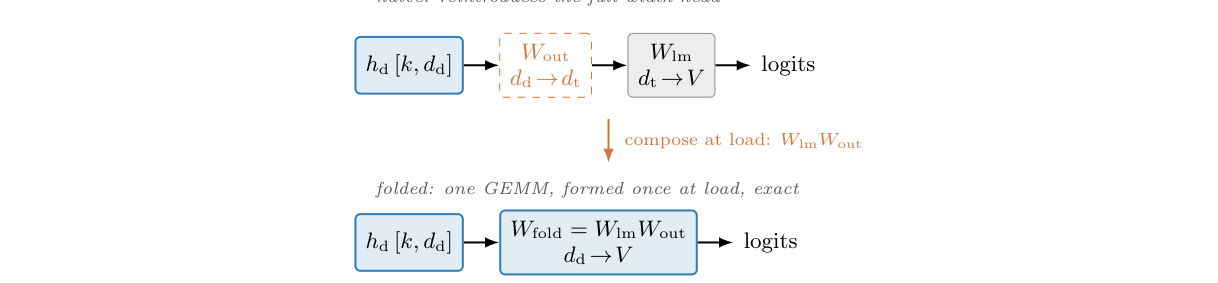 h_d [k, d_d]
W_out
d_d→d_t
W_lm
d_t→V
logits
compose at load: W_lm W_out
folded: one GEMM, formed once at load, exact
h_d [k, d_d]
W_fold = W_lm W_out
d_d→V
logits